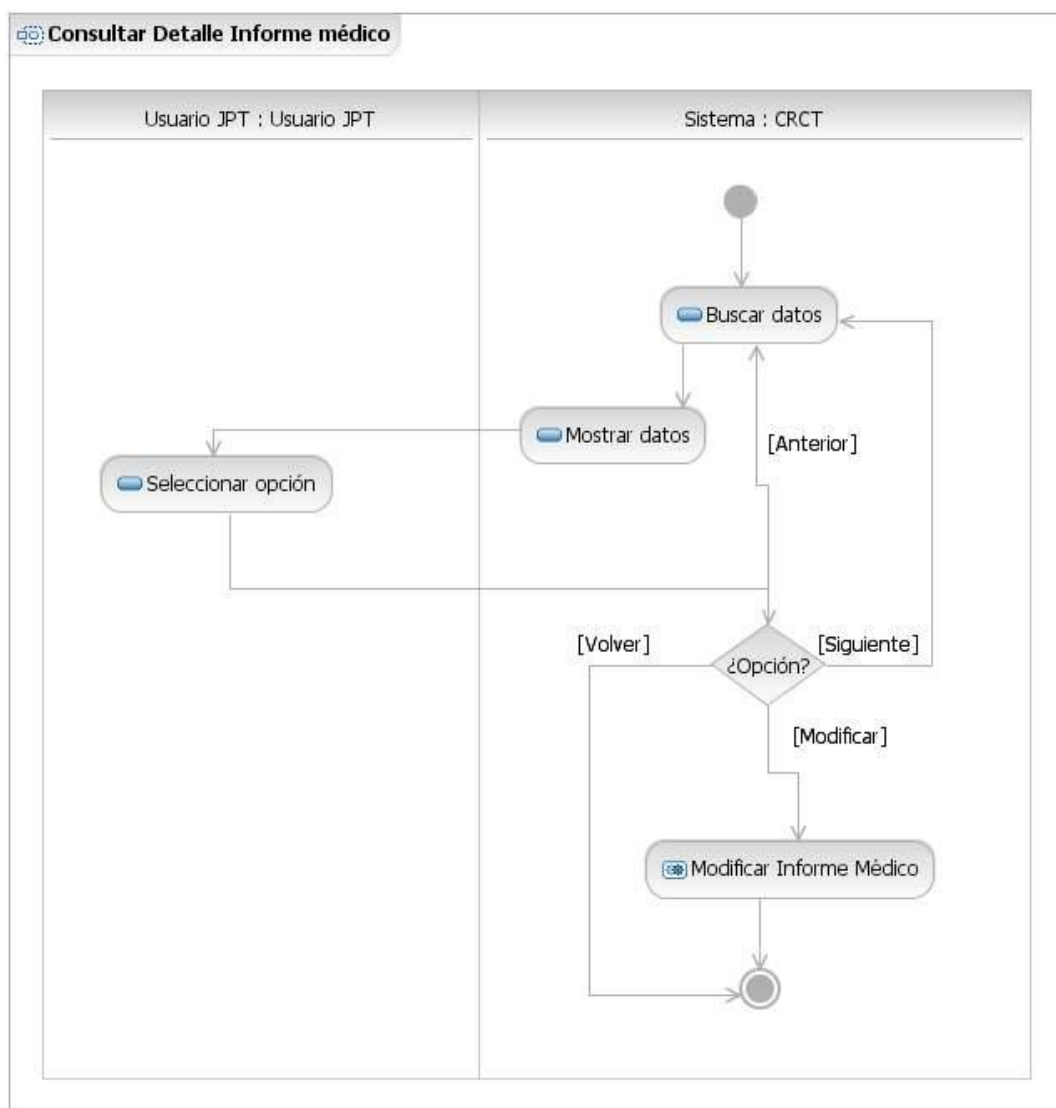 Consultar Detalle Informe médico
Usuario JPT : Usuario JPT
Sistema : CRCT
Buscar datos
Mostrar datos
[Anterior]
Seleccionar opción
[Volver]
[Siguiente]
¿Opción?
[Modificar]
Modificar Informe Médico